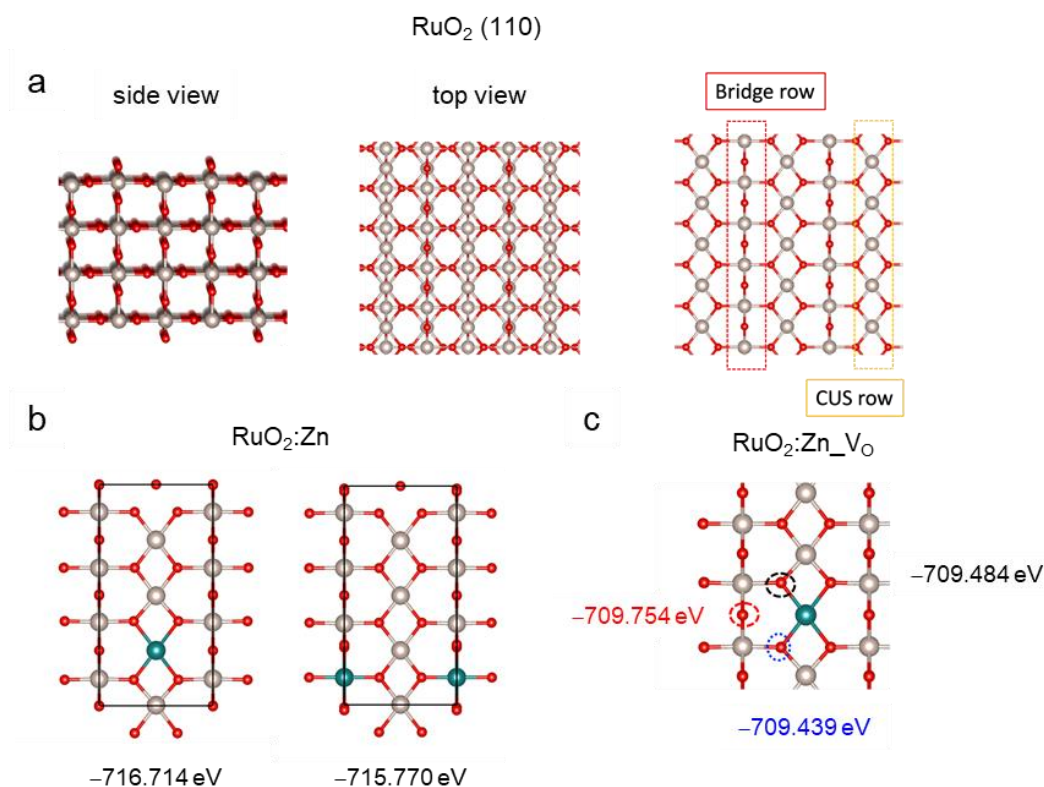 RuO₂ (110)
a
side view
top view
Bridge row
CUS row
b
RuO₂:Zn
−716.714 eV
−715.770 eV
c
RuO₂:Zn_V₀
−709.484 eV
−709.754 eV
−709.439 eV